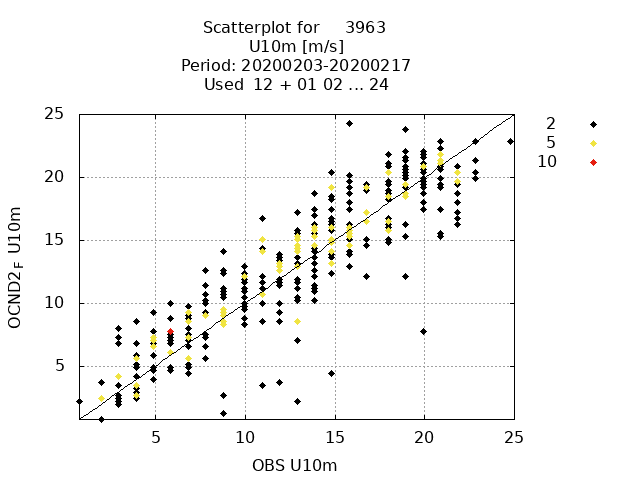 Scatterplot for 3963
U10m [m/s]
Period: 20200203-20200217
Used 12 + 01 02 ... 24
25
20
15
10
5
5
10
15
20
25
OCND2_F U10m
OBS U10m
2
5
10